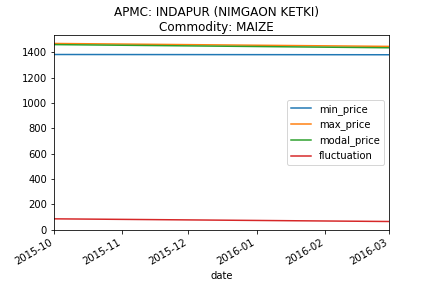 APMC: INDAPUR (NIMGAON KETKI)
Commodity: MAIZE
1400
1200
1000
800
600
400
200
0
min_price
max_price
modal_price
fluctuation
2015-10
2015-11
2015-12
2016-01
2016-02
2016-03
date